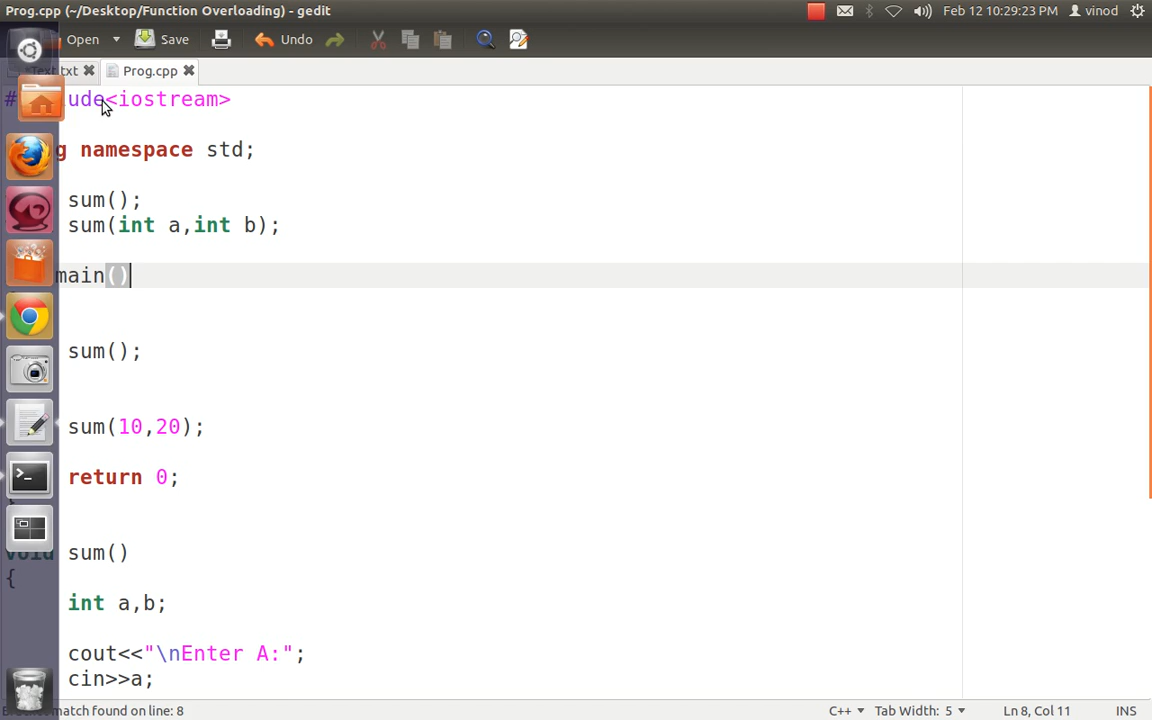 Prog.cpp (~/Desktop/Function Overloading) - gedit
Feb 12 10:29:23 PM vinod
Open Save Undo
Text.txt Prog.cpp
# ude<iostream>
g namespace std;
sum();
sum(int a,int b);
main()
sum();
sum(10,20);
return 0;
void sum()
{
int a,b;
cout<<"\nEnter A:";
cin>>a;
match found on line: 8 C++ Tab Width: 5 Ln 8, Col 11 INS